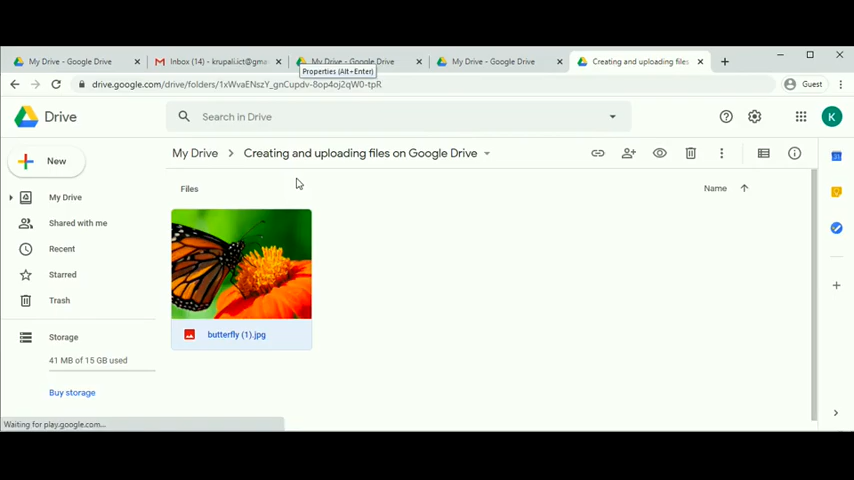 My Drive - Google Drive
Inbox (14) - krupali.ict@gma
My Drive - Google Drive
My Drive - Google Drive
Creating and uploading files
Properties (Alt+Enter)
drive.google.com/drive/folders/1xWvaENszY_gnCupdv-8op4oj2qW0-tpR
Guest
Drive
Search in Drive
K
New
My Drive
Creating and uploading files on Google Drive
Files
Name
My Drive
Shared with me
Recent
Starred
Trash
Storage
41 MB of 15 GB used
Buy storage
butterfly (1).jpg
Waiting for play.google.com...